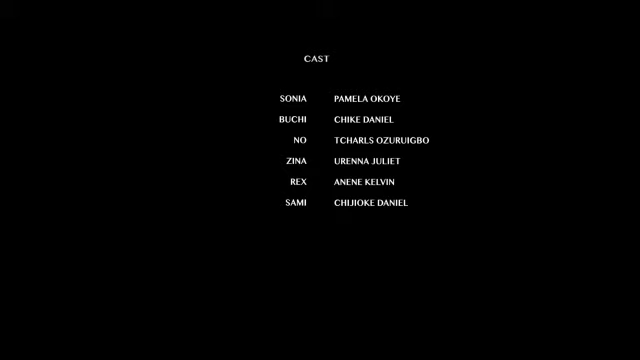 CAST
SONIA PAMELA OKOYE
BUCHI CHIKE DANIEL
NO TCHARLS OZURUIGBO
ZINA URENNA JULIET
REX ANENE KELVIN
SAMI CHIJIOKE DANIEL